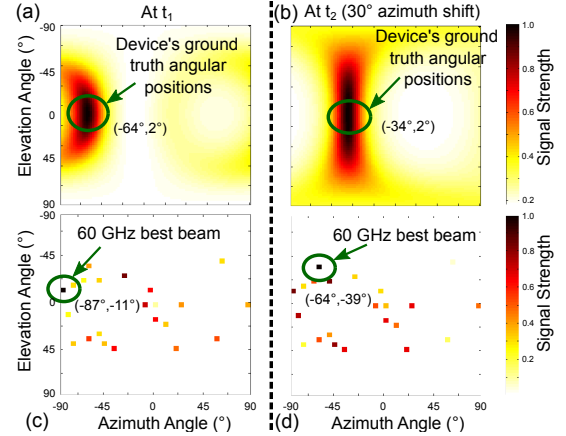 (a) At t1
Device's ground
truth angular
positions
(-64°,2°)
Elevation Angle (°)
-90
-45
0
45
90
(b) At t2 (30° azimuth shift)
Device's ground
truth angular
positions
(-34°,2°)
1.0
0.8
0.6
0.4
0.2
Signal Strength
60 GHz best beam
(-87°,-11°)
Elevation Angle (°)
-90
-45
0
45
90
-90
-45
0
45
90
(c) Azimuth Angle (°)
60 GHz best beam
(-64°,-39°)
-90
-45
0
45
90
(d) Azimuth Angle (°)
1.0
0.8
0.6
0.4
0.2
Signal Strength